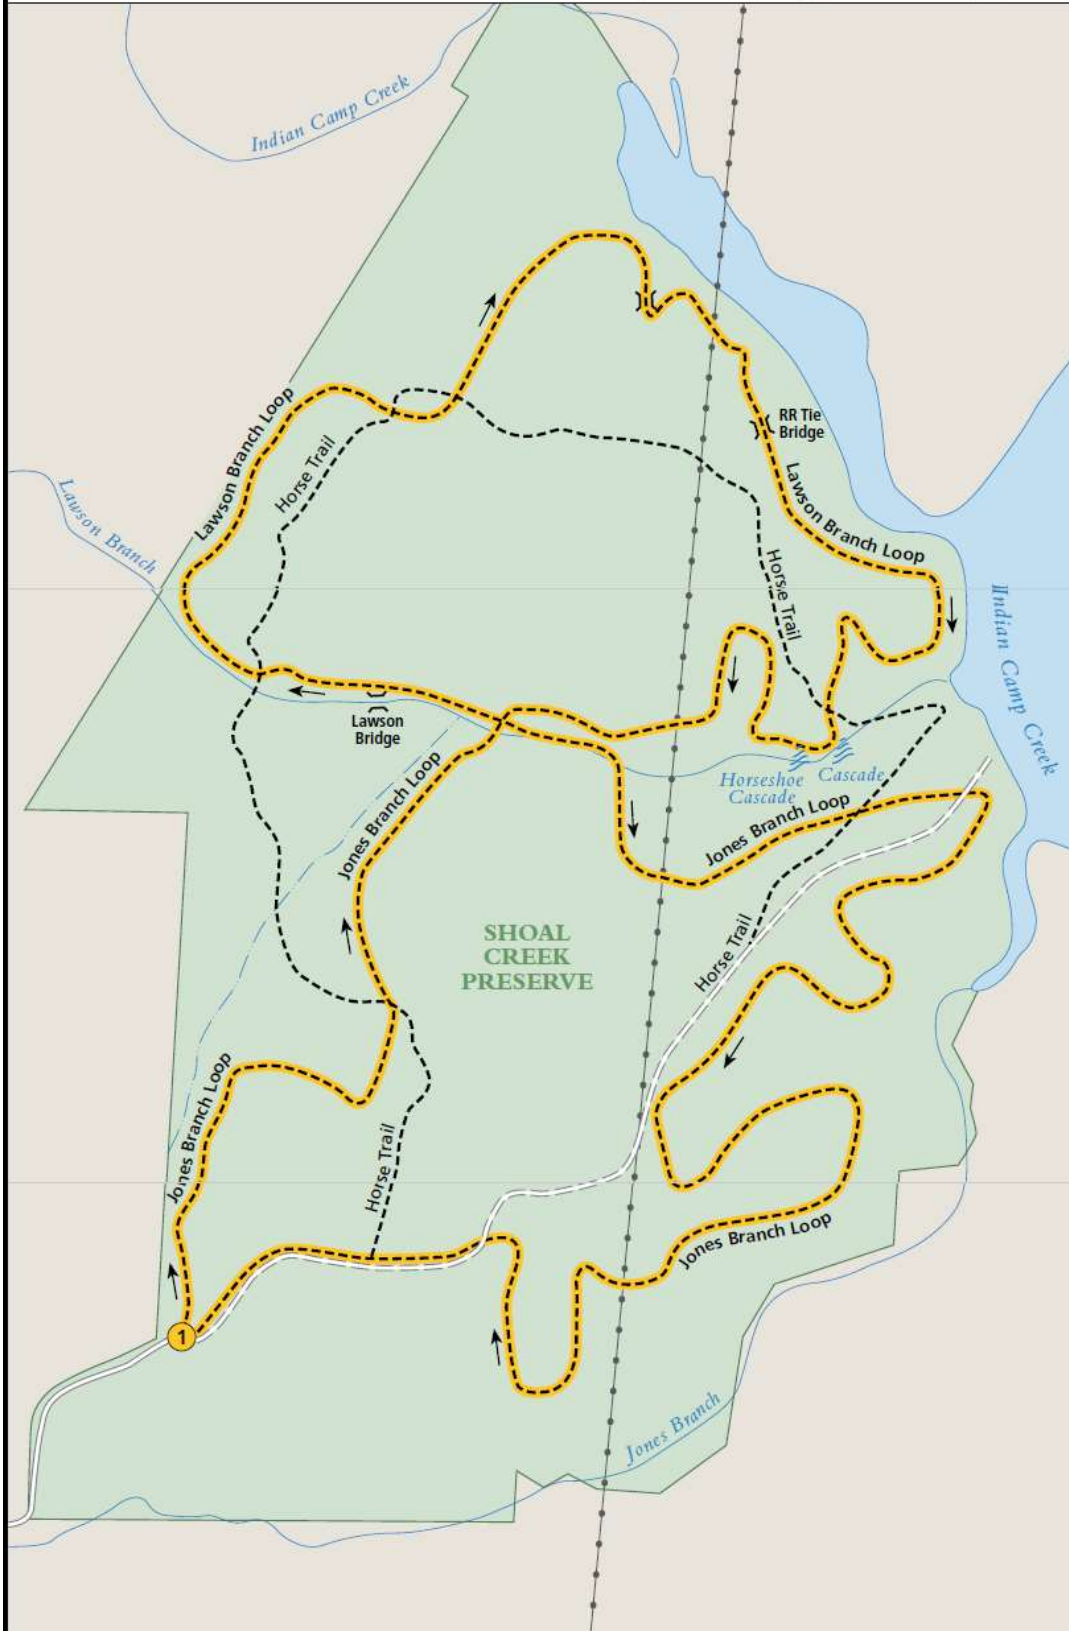 Indian Camp Creek
RR Tie
Bridge
Lawson Branch Loop
Horse Trail
Lawson Branch
Lawson Branch Loop
Horse Trail
IIndian Camp Creek
Lawson
Bridge
Horseshoe
Cascade
Cascade
Jones Branch Loop
Jones Branch Loop
SHOAL
CREEK
PRESERVE
Horse Trail
Jones Branch Loop
Horse Trail
Jones Branch Loop
1
Jones Branch